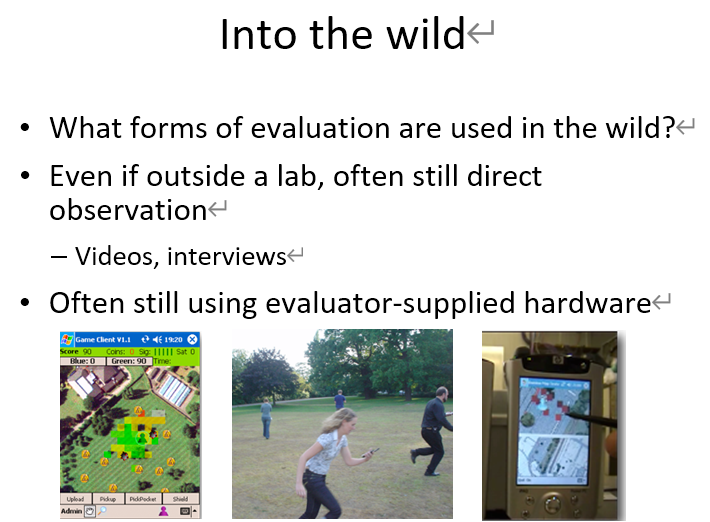 Into the wild
• What forms of evaluation are used in the wild?
• Even if outside a lab, often still direct
observation
– Videos, interviews
• Often still using evaluator-supplied hardware
Game Client V1.1 19:20
Score 90 Coins: 0 Sig: Sat 0
Blue: 0 Green: 90 Time:
Upload Pickup PickPocket Shield
Admin